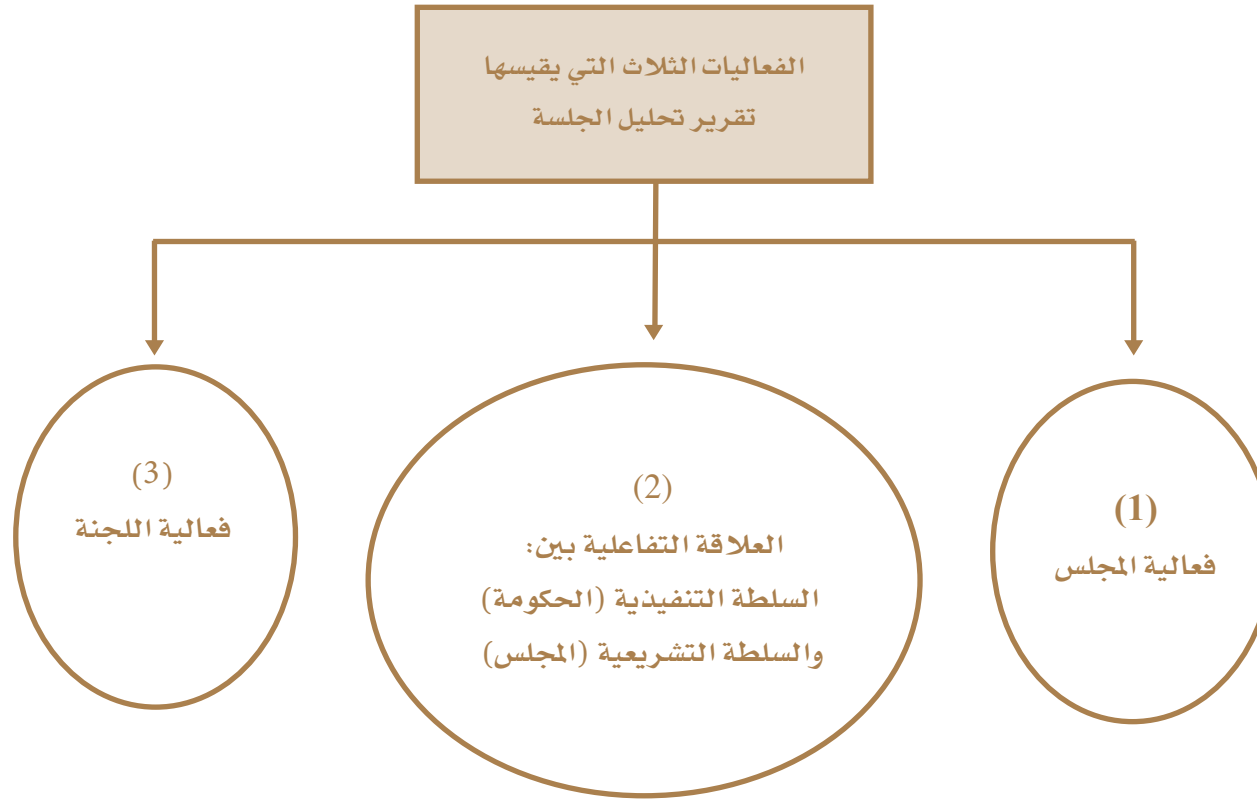 الفعاليات الثلاث التي يقيسها
تقرير تحليل الجلسة
(1)
فعالية المجلس
(2)
العلاقة التفاعلية بين:
السلطة التنفيذية (الحكومة)
والسلطة التشريعية (المجلس)
(3)
فعالية اللجنة